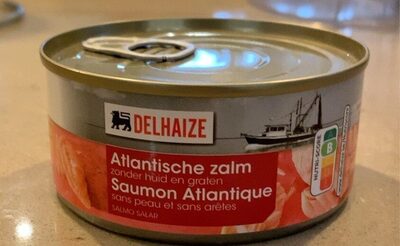 DELHAIZE
Atlantische zalm
zonder huid en graten
Saumon Atlantique
sans peau et sans arêtes
SALMO SALAR
NUTRI-SCORE
B